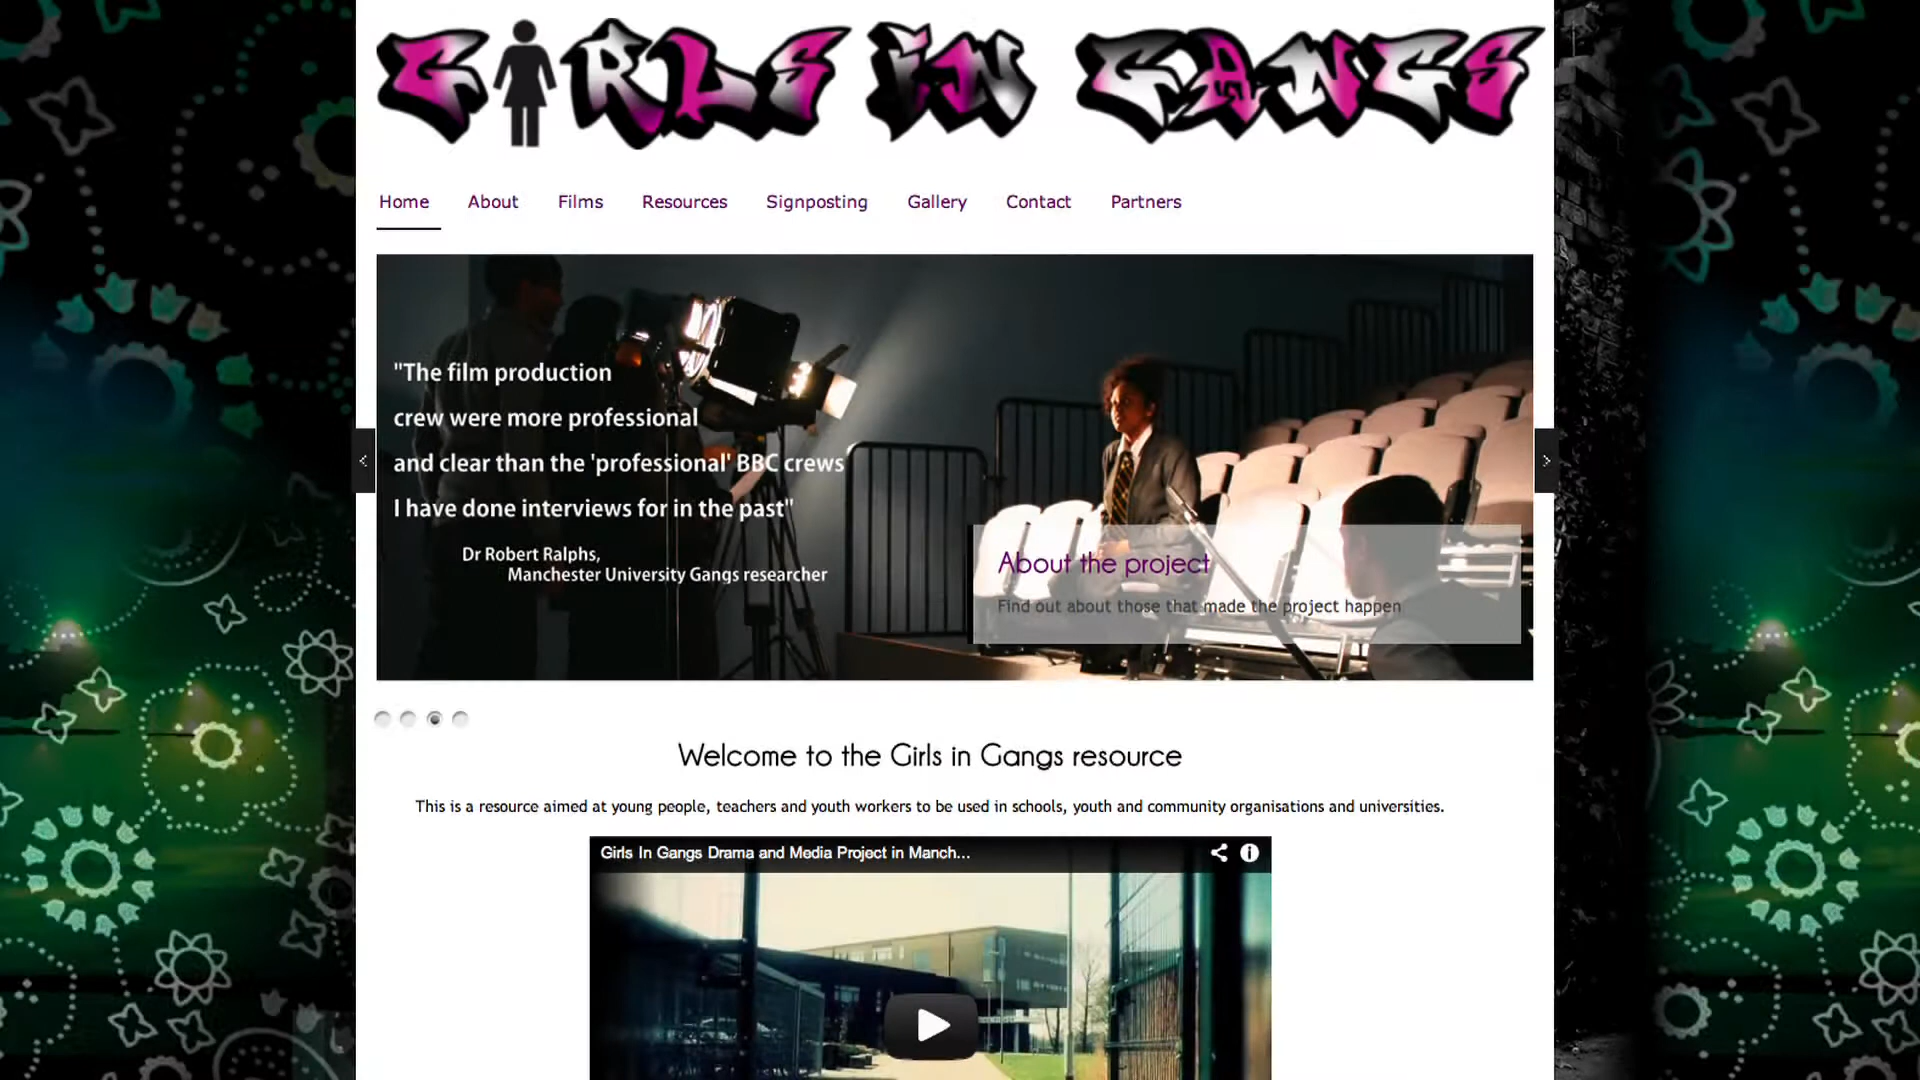 GIRLS IN GANGS
Home About Films Resources Signposting Gallery Contact Partners
"The film production
crew were more professional
and clear than the 'professional' BBC crews
I have done interviews for in the past"
Dr Robert Ralphs,
Manchester University Gangs researcher
About the project
Find out about those that made the project happen
Welcome to the Girls in Gangs resource
This is a resource aimed at young people, teachers and youth workers to be used in schools, youth and community organisations and universities.
Girls In Gangs Drama and Media Project in Manch...